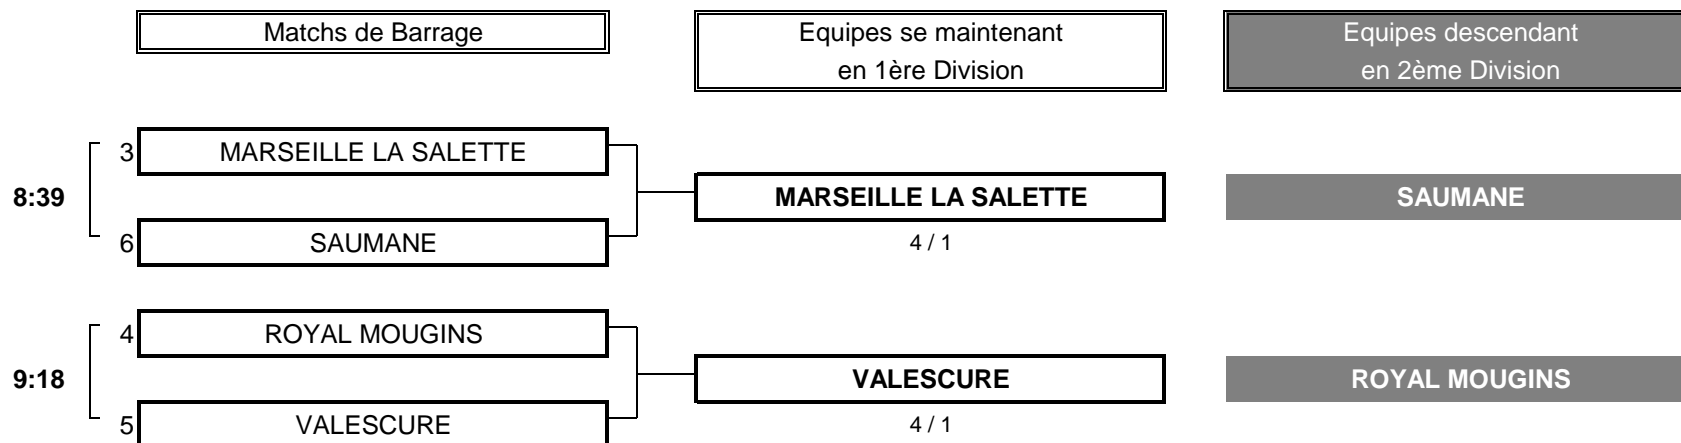 Matchs de Barrage
Equipes se maintenant
en 1ère Division
Equipes descendant
en 2ème Division
3 MARSEILLE LA SALETTE
8:39
MARSEILLE LA SALETTE
SAUMANE
6 SAUMANE
4 / 1
4 ROYAL MOUGINS
9:18
VALESCURE
ROYAL MOUGINS
5 VALESCURE
4 / 1